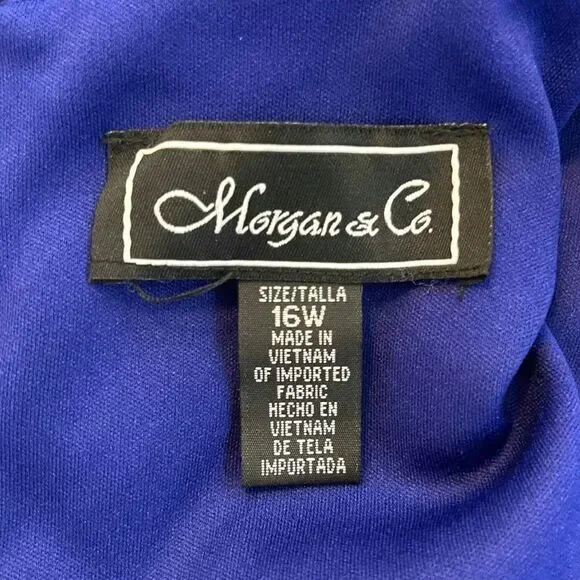 Morgan & Co.
SIZE/TALLA
16W
MADE IN
VIETNAM
OF IMPORTED
FABRIC
HECHO EN
VIETNAM
DE TELA
IMPORTADA